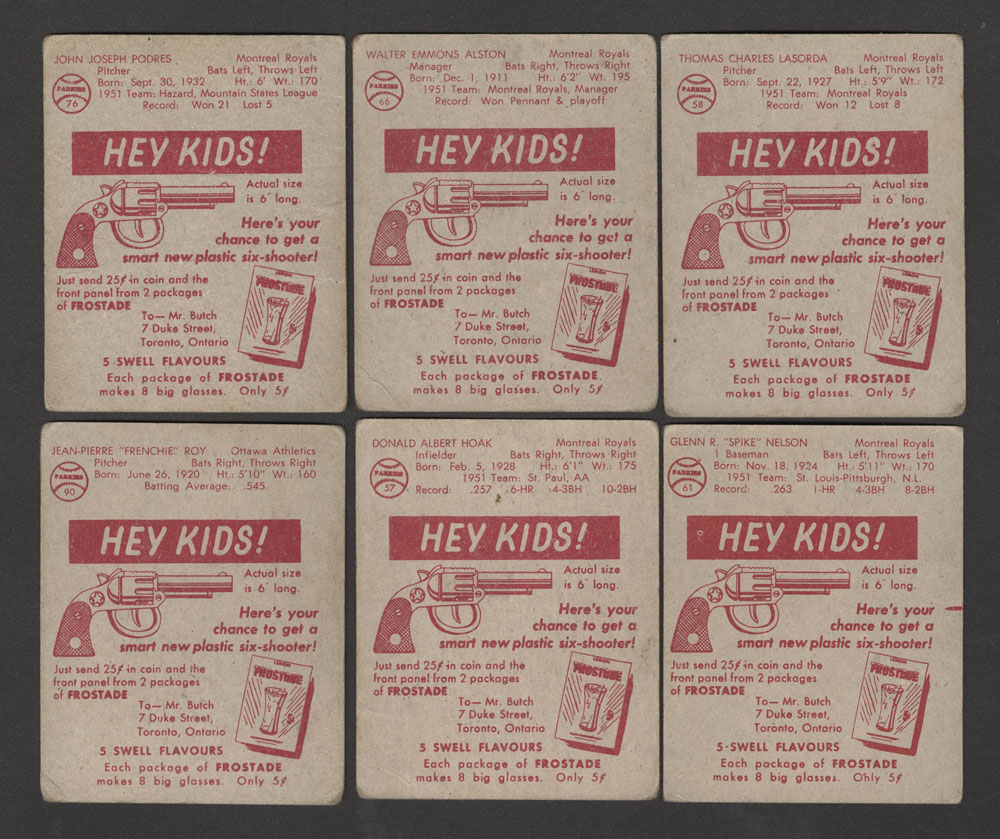 JOHN JOSEPH PODRES Montreal Royals
Pitcher Bats Left, Throws Left
Born: Sept. 30, 1932 Ht.: 6' Wt.: 170
1951 Team: Hazard, Mountain States League
Record: Won 21 Lost 5
PARKIES
76
HEY KIDS!
Actual size
is 6" long.
Here's your
chance to get a
smart new plastic six-shooter!
Just send 25¢ in coin and the
front panel from 2 packages
of FROSTADE
To— Mr. Butch
7 Duke Street,
Toronto, Ontario
FROSTADE
5¢
5 SWELL FLAVOURS
Each package of FROSTADE
makes 8 big glasses. Only 5¢
WALTER EMMONS ALSTON Montreal Royals
Manager Bats Right, Throws Right
Born: Dec. 1, 1911 Ht.: 6'2" Wt. 195
1951 Team: Montreal Royals, Manager
Record: Won Pennant & playoff
PARKIES
66
HEY KIDS!
Actual size
is 6" long.
Here's your
chance to get a
smart new plastic six-shooter!
Just send 25¢ in coin and the
front panel from 2 packages
of FROSTADE
To— Mr. Butch
7 Duke Street,
Toronto, Ontario
FROSTADE
5¢
5 SWELL FLAVOURS
Each package of FROSTADE
makes 8 big glasses. Only 5¢
THOMAS CHARLES LASORDA Montreal Royals
Pitcher Bats Left, Throws Left
Born: Sept. 22, 1927 Ht.: 5'9" Wt.: 172
1951 Team: Montreal Royals
Record: Won 12 Lost 8
PARKIES
58
HEY KIDS!
Actual size
is 6" long.
Here's your
chance to get a
smart new plastic six-shooter!
Just send 25¢ in coin and the
front panel from 2 packages
of FROSTADE
To— Mr. Butch
7 Duke Street,
Toronto, Ontario
FROSTADE
5¢
5 SWELL FLAVOURS
Each package of FROSTADE
makes 8 big glasses. Only 5¢
JEAN-PIERRE "FRENCHIE" ROY Ottawa Athletics
Pitcher Bats Right, Throws Right
Born: June 26, 1920 Ht.: 5'10" Wt.: 160
Batting Average: .545
PARKIES
90
HEY KIDS!
Actual size
is 6" long.
Here's your
chance to get a
smart new plastic six-shooter!
Just send 25¢ in coin and the
front panel from 2 packages
of FROSTADE
To— Mr. Butch
7 Duke Street,
Toronto, Ontario
FROSTADE
5¢
5 SWELL FLAVOURS
Each package of FROSTADE
makes 8 big glasses. Only 5¢
DONALD ALBERT HOAK Montreal Royals
Infielder Bats Right, Throws Right
Born: Feb. 5, 1928 Ht.: 6'1" Wt.: 175
1951 Team: St. Paul, AA
Record: .257 6-HR 4-3BH 10-2BH
PARKIES
57
HEY KIDS!
Actual size
is 6" long.
Here's your
chance to get a
smart new plastic six-shooter!
Just send 25¢ in coin and the
front panel from 2 packages
of FROSTADE
To— Mr. Butch
7 Duke Street,
Toronto, Ontario
FROSTADE
5¢
5 SWELL FLAVOURS
Each package of FROSTADE
makes 8 big glasses. Only 5¢
GLENN R. "SPIKE" NELSON Montreal Royals
1 Baseman Bats Left, Throws Left
Born: Nov. 18, 1924 Ht.: 5'11" Wt.: 170
1951 Team: St. Louis-Pittsburgh, N.L.
Record: .263 1-HR 4-3BH 8-2BH
PARKIES
61
HEY KIDS!
Actual size
is 6" long.
Here's your
chance to get a
smart new plastic six-shooter!
Just send 25¢ in coin and the
front panel from 2 packages
of FROSTADE
To— Mr. Butch
7 Duke Street,
Toronto, Ontario
FROSTADE
5¢
5 SWELL FLAVOURS
Each package of FROSTADE
makes 8 big glasses. Only 5¢